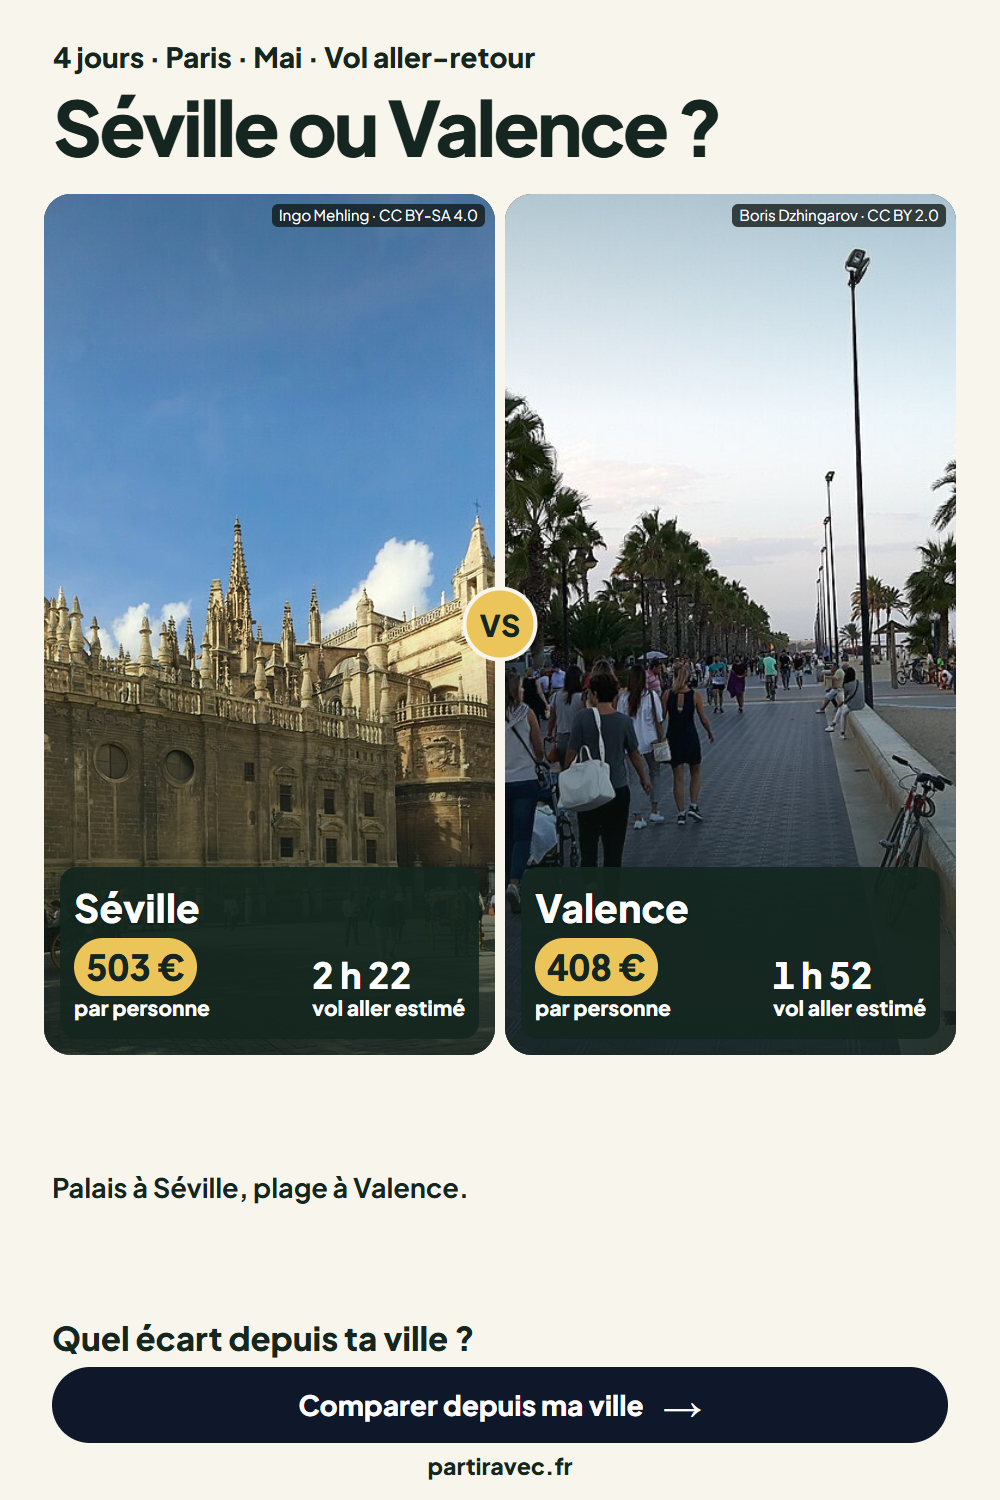 4 jours · Paris · Mai · Vol aller-retour
Séville ou Valence ?
Ingo Mehling · CC BY-SA 4.0
Boris Dzhingarov · CC BY 2.0
VS
Séville
503 €
par personne
2 h 22
vol aller estimé
Valence
408 €
par personne
1 h 52
vol aller estimé
Palais à Séville, plage à Valence.
Quel écart depuis ta ville ?
Comparer depuis ma ville →
partiravec.fr